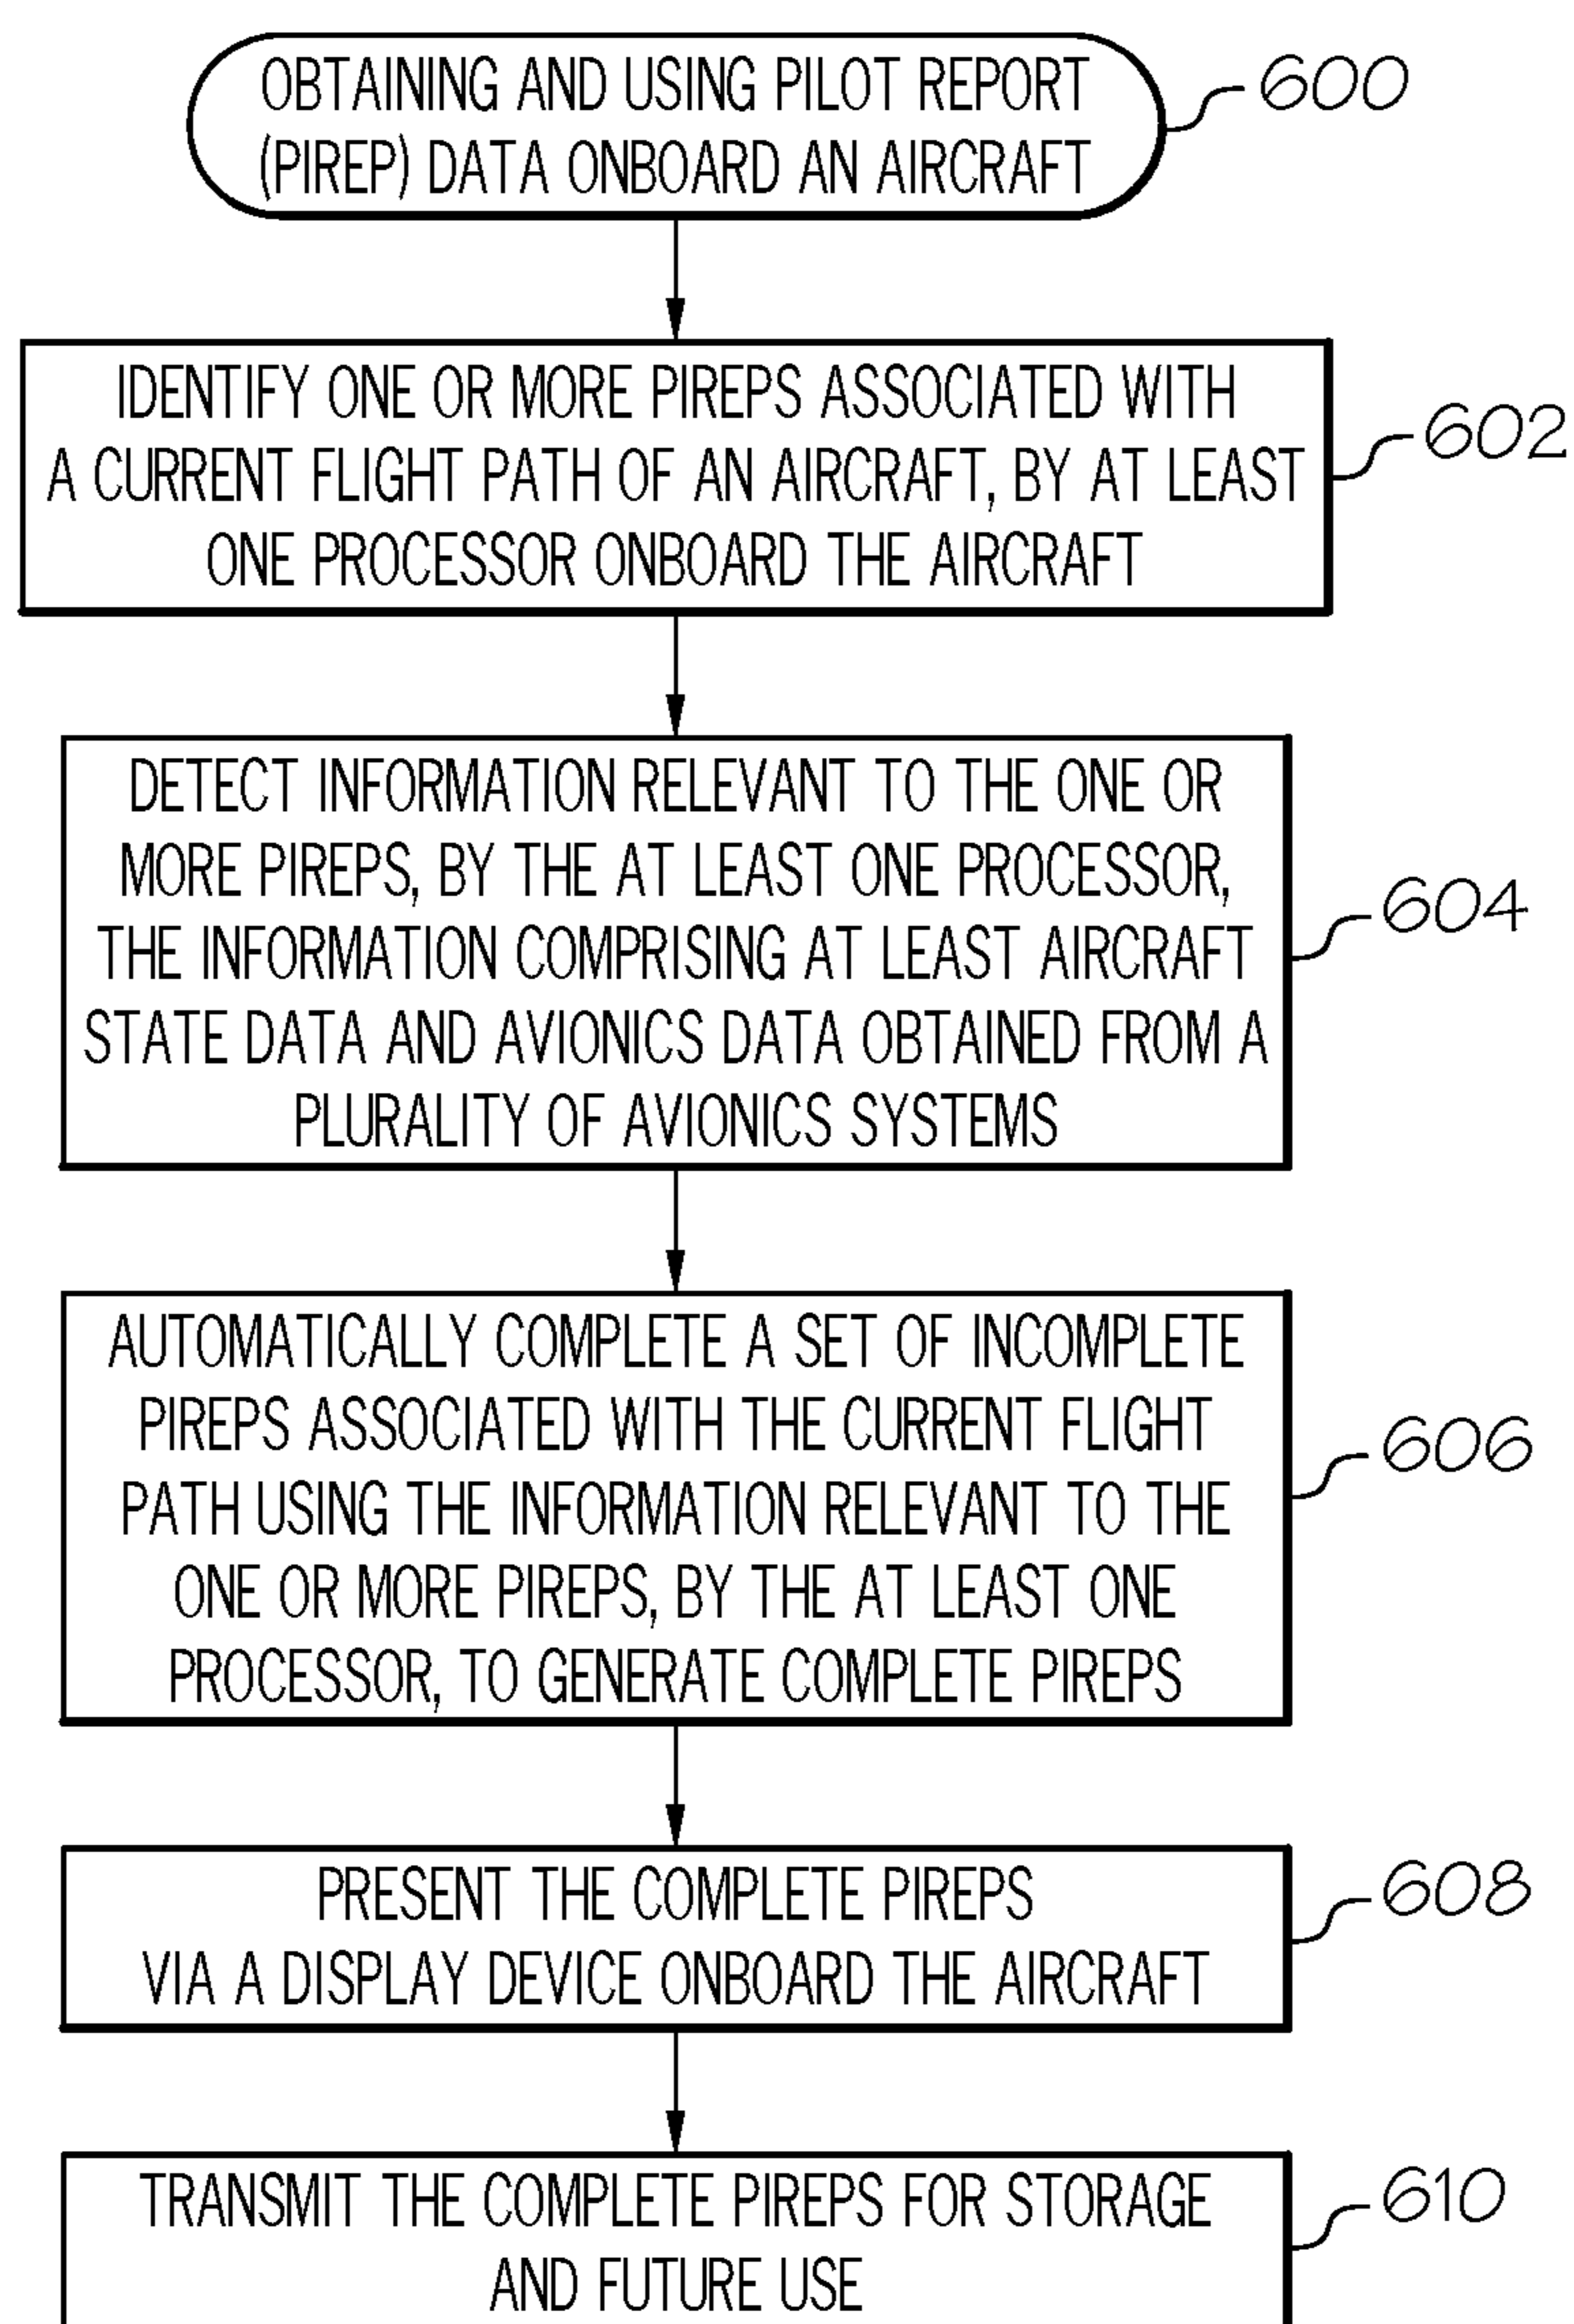 OBTAINING AND USING PILOT REPORT
(PIREP) DATA ONBOARD AN AIRCRAFT
600
IDENTIFY ONE OR MORE PIREPS ASSOCIATED WITH
A CURRENT FLIGHT PATH OF AN AIRCRAFT, BY AT LEAST
ONE PROCESSOR ONBOARD THE AIRCRAFT
602
DETECT INFORMATION RELEVANT TO THE ONE OR
MORE PIREPS, BY THE AT LEAST ONE PROCESSOR,
THE INFORMATION COMPRISING AT LEAST AIRCRAFT
STATE DATA AND AVIONICS DATA OBTAINED FROM A
PLURALITY OF AVIONICS SYSTEMS
604
AUTOMATICALLY COMPLETE A SET OF INCOMPLETE
PIREPS ASSOCIATED WITH THE CURRENT FLIGHT
PATH USING THE INFORMATION RELEVANT TO THE
ONE OR MORE PIREPS, BY THE AT LEAST ONE
PROCESSOR, TO GENERATE COMPLETE PIREPS
606
PRESENT THE COMPLETE PIREPS
VIA A DISPLAY DEVICE ONBOARD THE AIRCRAFT
608
TRANSMIT THE COMPLETE PIREPS FOR STORAGE
AND FUTURE USE
610